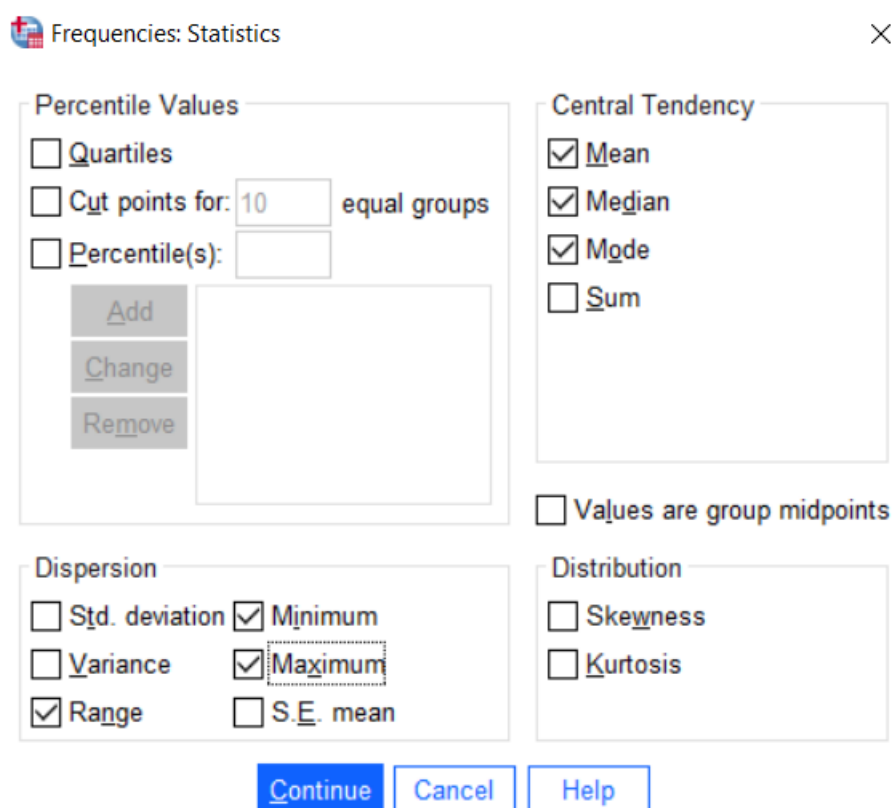 Frequencies: Statistics
Percentile Values
Quartiles
Cut points for: 10 equal groups
Percentile(s):
Add
Change
Remove
Central Tendency
Mean
Median
Mode
Sum
Values are group midpoints
Dispersion
Std. deviation Minimum
Variance Maximum
Range S.E. mean
Distribution
Skewness
Kurtosis
Continue Cancel Help